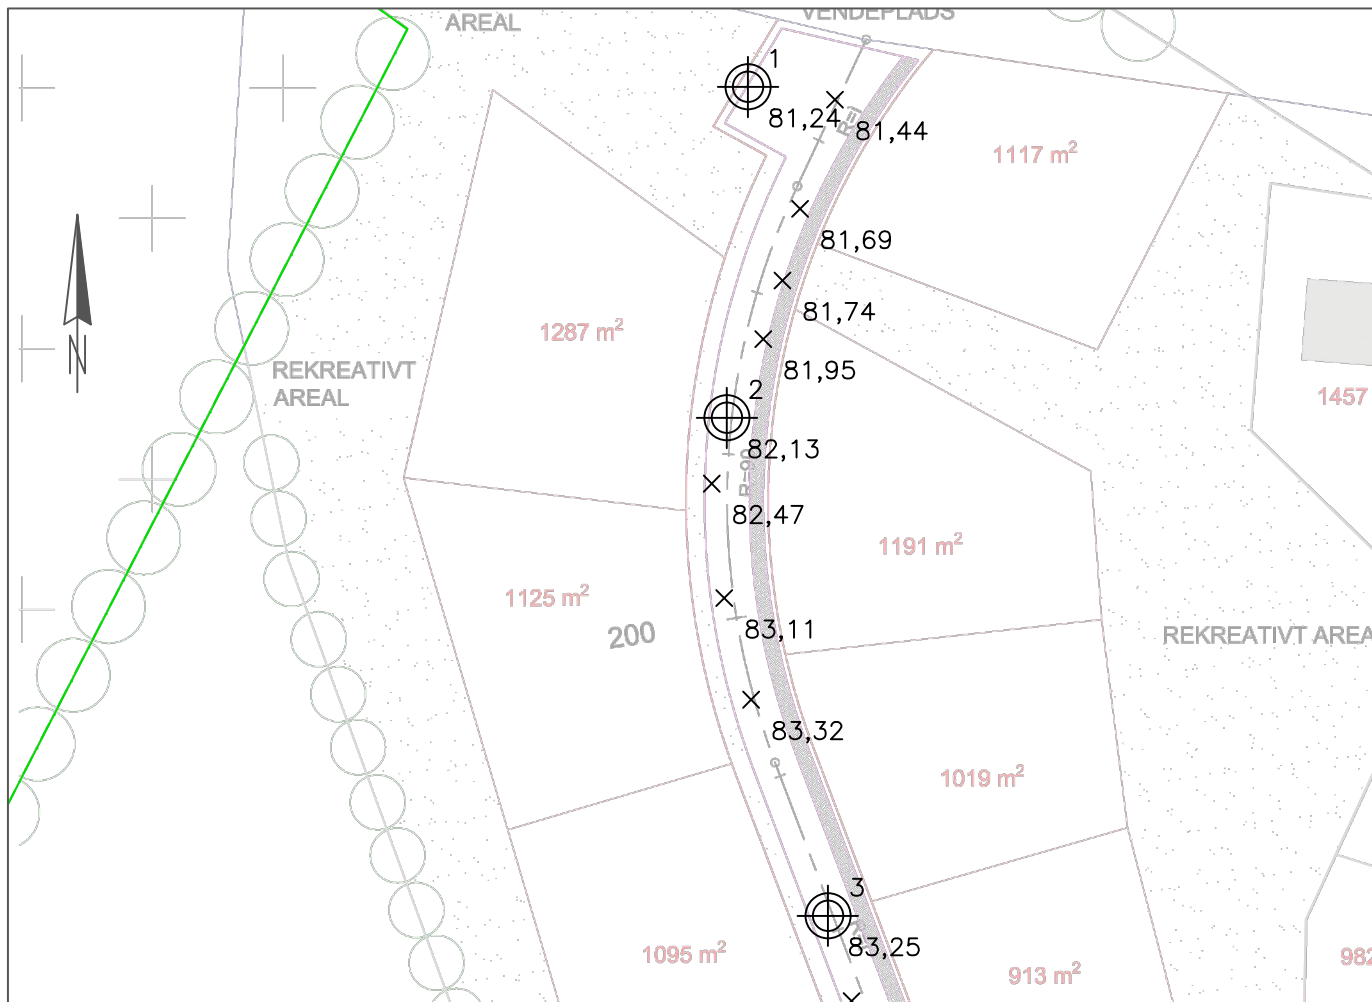 VENDEPLADS
AREAL
1
81,24
81,44
1117 m²
81,69
81,74
1287 m²
81,95
REKREATIVT
AREAL
1457
2
82,13
82,47
1191 m²
1125 m²
83,11
200
REKREATIVT AREA
N
83,32
1019 m²
3
83,25
1095 m²
913 m²
982